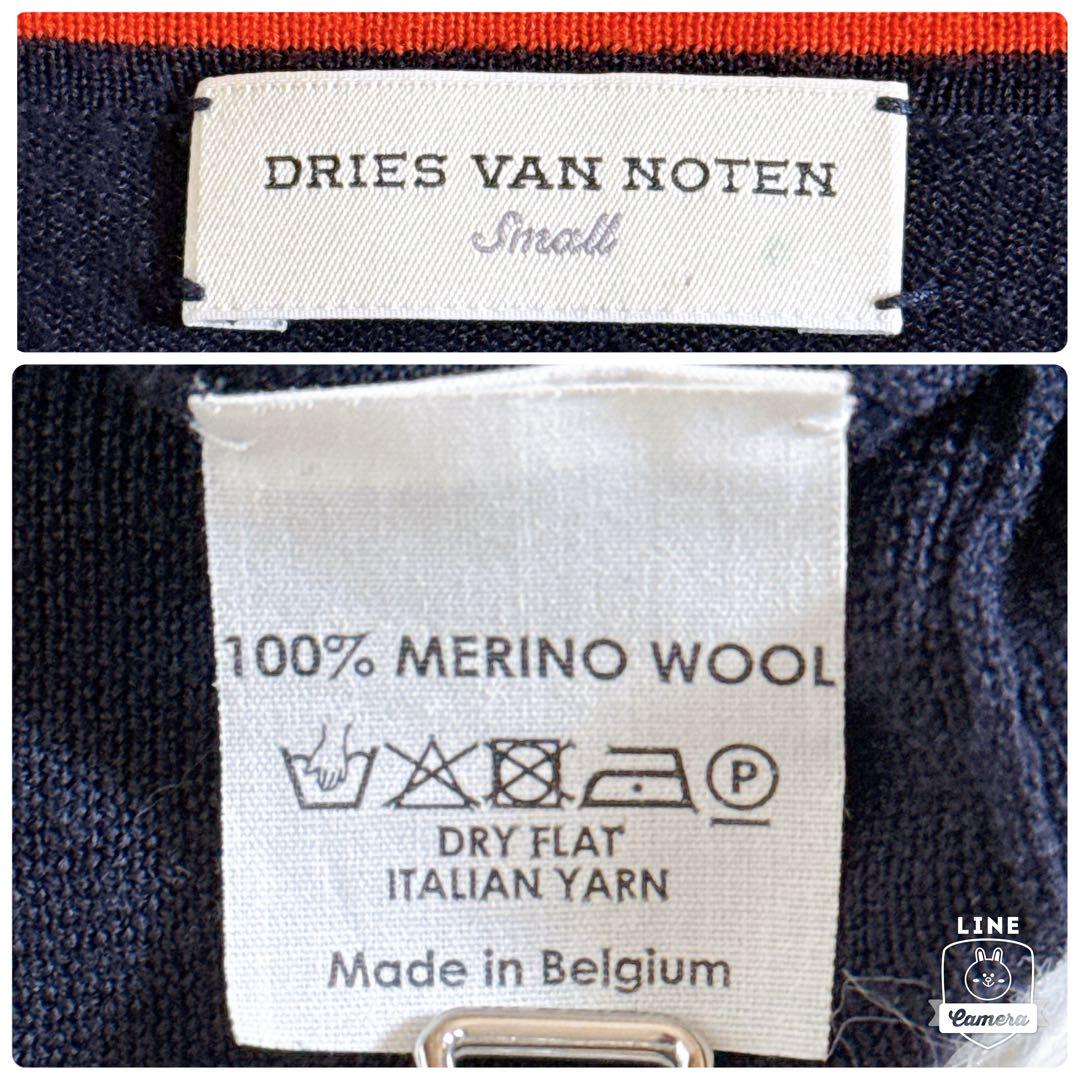 DRIES VAN NOTEN
Small
100% MERINO WOOL
P
DRY FLAT
ITALIAN YARN
Made in Belgium
LINE
Camera